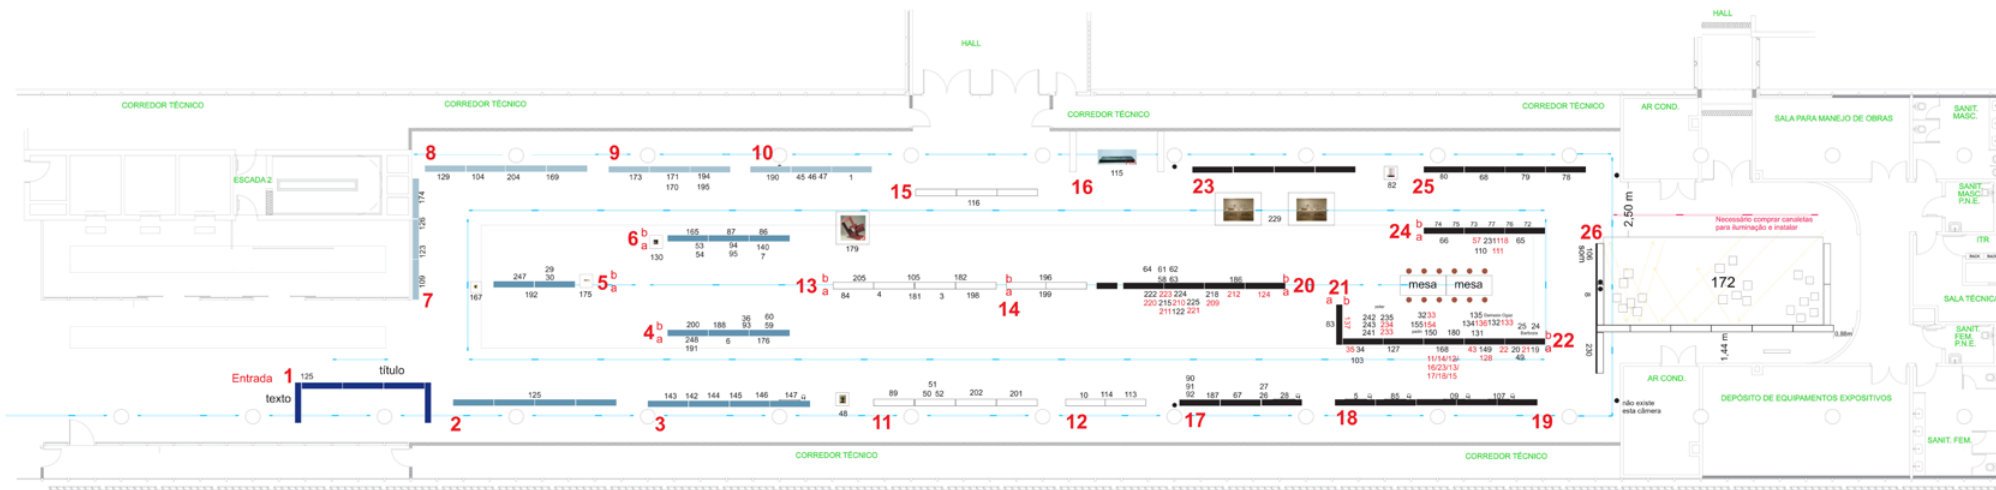 HALL
HALL
CORREDOR TÉCNICO
CORREDOR TÉCNICO
CORREDOR TÉCNICO
CORREDOR TÉCNICO
AR COND.
SALA PARA MANEJO DE OBRAS
SANIT. MASC.
ESCADA 2
8
129 104 204 169
9
173 171 194
170 195
10
190 45 46 47 1
15
116
16
115
23
25
82
80 68 79 78
2,50 m
SANIT. MASC. P.N.E.
174
126
123
109
7
6
b
a
130
165 87 86
53 94 140
54 95 7
179
229
24
b
a
74 75 73 77 76 72
66 57 231 118 65
110 111
26
106
som
8
230
Necessário comprar canaletas
para iluminação e instalar
ITR
167
247 29
30
192
175
5
b
a
13
b
a
205 105 182
84 4 181 3 198
14
b
a
196
199
64 61 62
58 63 186
222 223 224 218 212 124
220 215 210 225 209
211 122 221
20
b
a
21
a
b
83
137
mesa mesa
172
SALA TÉCNICA
4
b
a
200 188 36 60
93 59
248 6 176
191
242 235
243 234
241 233
32 33
155 154
150 180
135
134 136 132 133
131
25 24
22
b
a
35 34 127 168 43 149 22 20 21 19
103 128 49
11/14/12/
16/23/13/
17/18/15
SANIT. FEM. P.N.E.
0,88m
1,44 m
Entrada
1
125
título
texto
2
125
3
143 142 144 145 146 147
48
11
89 51
50 52 202 201
12
10 114 113
17
90
91
92 187 67 27
26 28
18
5 85 09 107
19
não existe
esta câmera
AR COND.
DEPÓSITO DE EQUIPAMENTOS EXPOSITIVOS
SANIT. FEM.
CORREDOR TÉCNICO
CORREDOR TÉCNICO